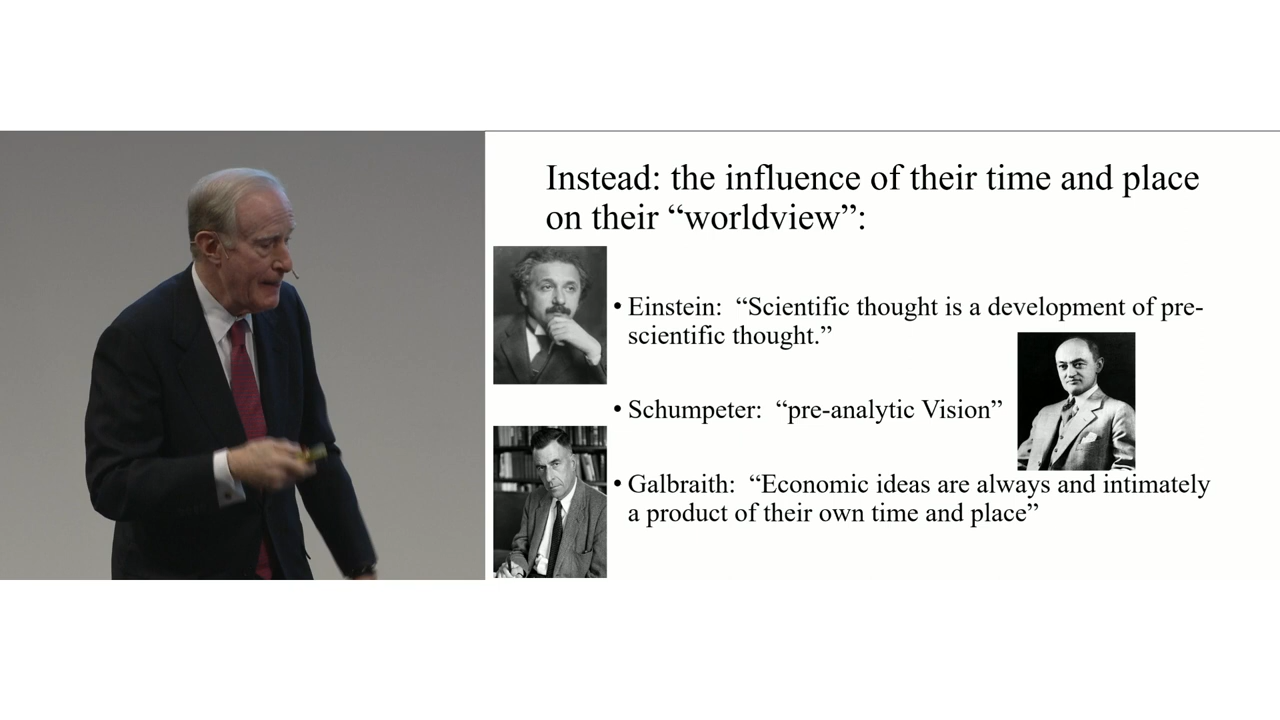 Instead: the influence of their time and place
on their “worldview”:
• Einstein: “Scientific thought is a development of pre-
scientific thought.”
• Schumpeter: “pre-analytic Vision”
• Galbraith: “Economic ideas are always and intimately
a product of their own time and place”